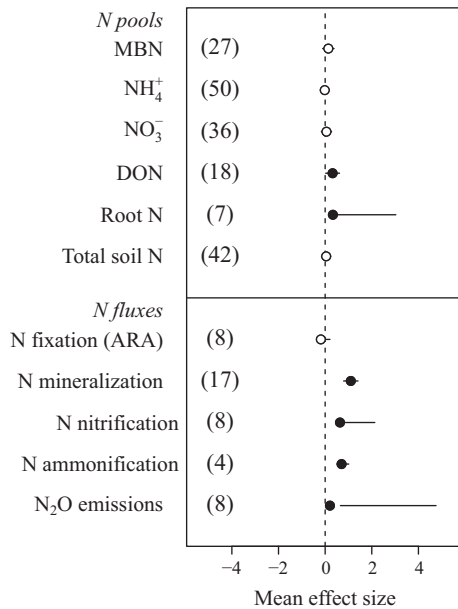 N pools
MBN (27)
NH₄⁺ (50)
NO₃⁻ (36)
DON (18)
Root N (7)
Total soil N (42)
N fluxes
N fixation (ARA) (8)
N mineralization (17)
N nitrification (8)
N ammonification (4)
N₂O emissions (8)
−4 −2 0 2 4
Mean effect size